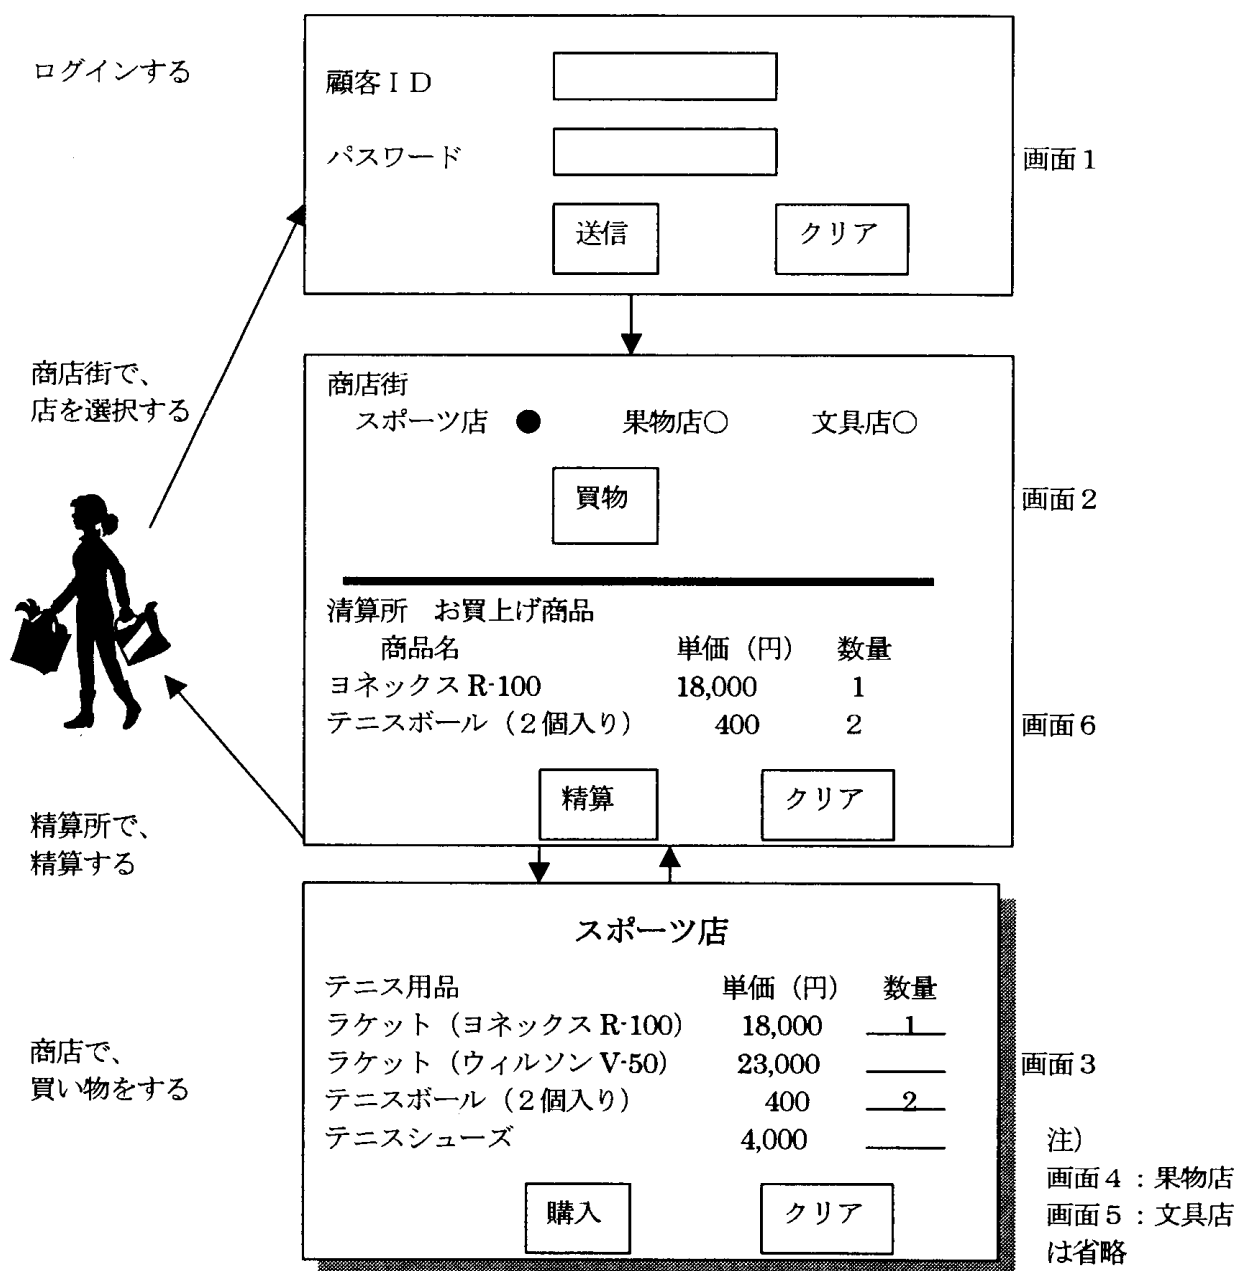 ログインする
顧客ＩＤ
パスワード
画面１
送信 クリア
商店街で、
店を選択する
商店街
スポーツ店 ● 果物店○ 文具店○
買物
画面２
清算所 お買上げ商品
商品名 単価（円） 数量
ヨネックス R-100 18,000 1
テニスボール（２個入り） 400 2
画面６
精算 クリア
精算所で、
精算する
スポーツ店
テニス用品 単価（円） 数量
ラケット（ヨネックス R-100） 18,000 1
ラケット（ウィルソン V-50） 23,000
テニスボール（２個入り） 400 2
テニスシューズ 4,000
購入 クリア
商店で、
買い物をする
画面３
注）
画面４：果物店
画面５：文具店
は省略